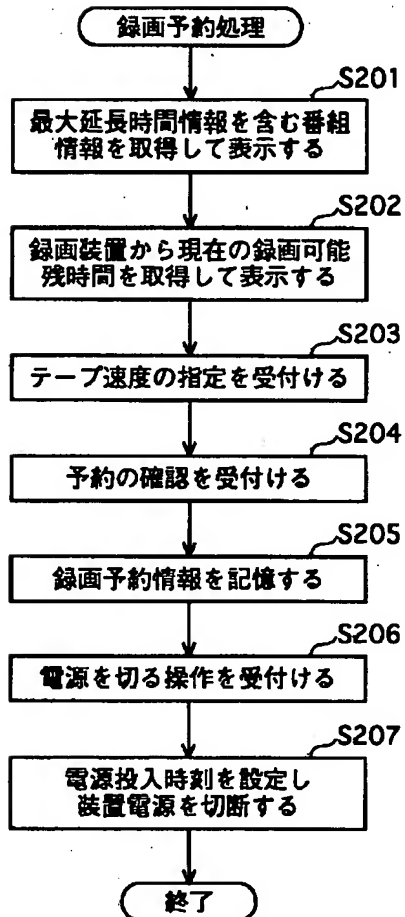 録画予約処理
S201
最大延長時間情報を含む番組
情報を取得して表示する
S202
録画装置から現在の録画可能
残時間を取得して表示する
S203
テープ速度の指定を受付ける
S204
予約の確認を受付ける
S205
録画予約情報を記憶する
S206
電源を切る操作を受付ける
S207
電源投入時刻を設定し
装置電源を切断する
終了